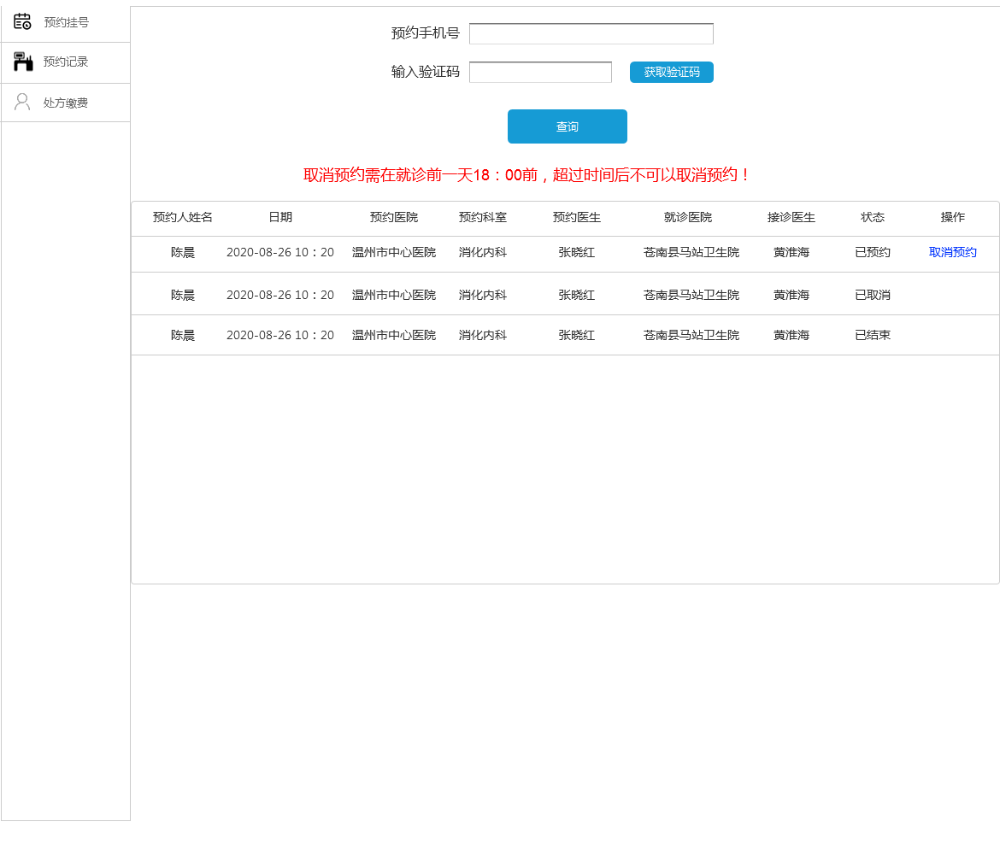 预约挂号
预约记录
处方缴费
预约手机号
输入验证码 获取验证码
查询
取消预约需在就诊前一天18：00前，超过时间后不可以取消预约！
预约人姓名 日期 预约医院 预约科室 预约医生 就诊医院 接诊医生 状态 操作
陈晨 2020-08-26 10：20 温州市中心医院 消化内科 张晓红 苍南县马站卫生院 黄淮海 已预约 取消预约
陈晨 2020-08-26 10：20 温州市中心医院 消化内科 张晓红 苍南县马站卫生院 黄淮海 已取消
陈晨 2020-08-26 10：20 温州市中心医院 消化内科 张晓红 苍南县马站卫生院 黄淮海 已结束